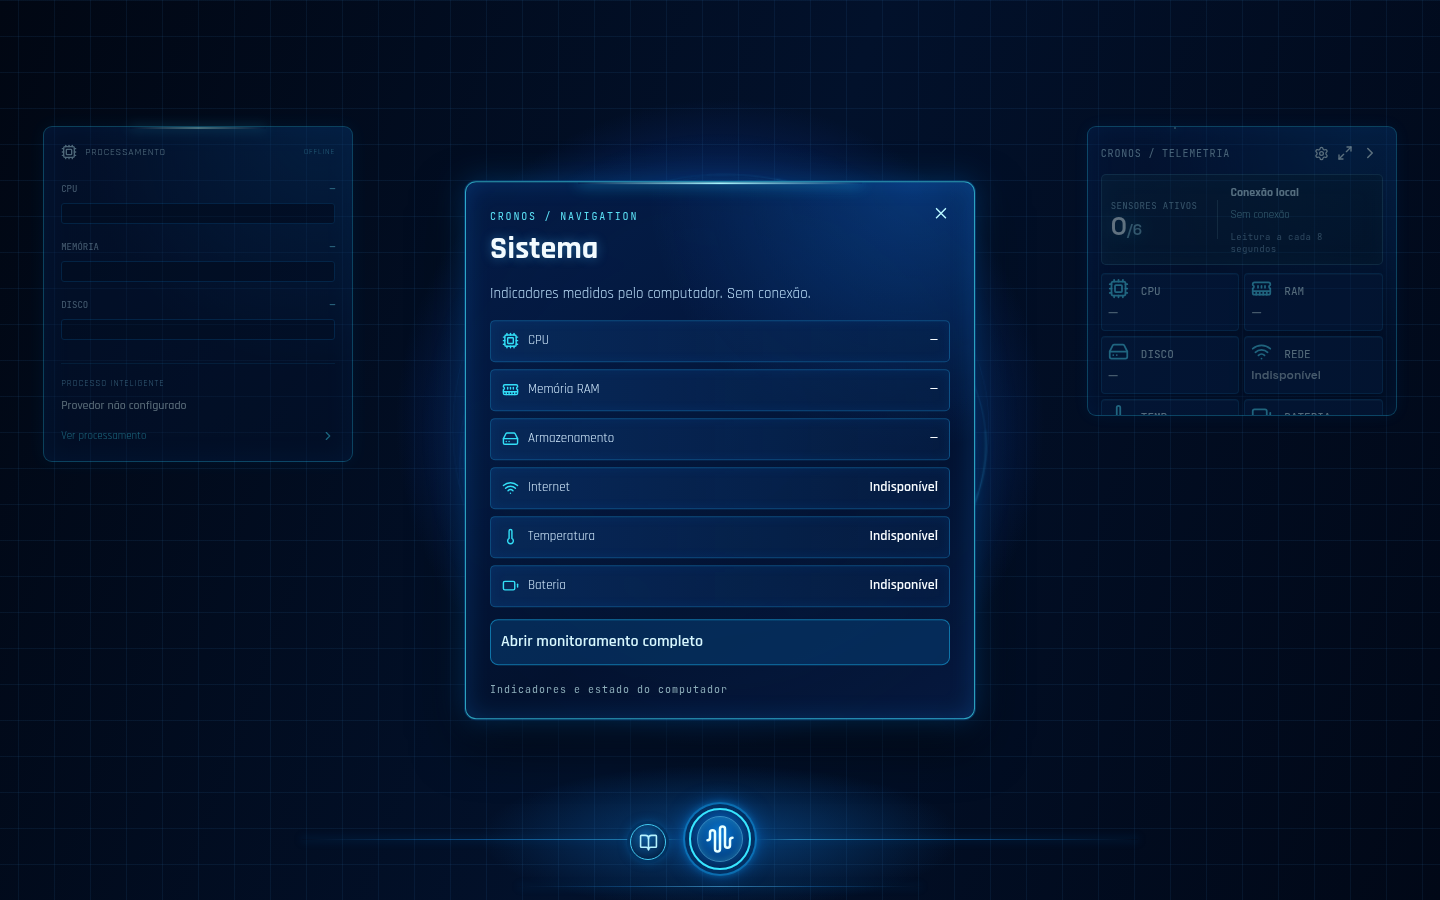 PROCESSAMENTO
OFFLINE
CPU
—
MEMÓRIA
—
DISCO
—
PROCESSO INTELIGENTE
Provedor não configurado
Ver processamento
CRONOS / NAVIGATION
Sistema
Indicadores medidos pelo computador. Sem conexão.
CPU —
Memória RAM —
Armazenamento —
Internet Indisponível
Temperatura Indisponível
Bateria Indisponível
Abrir monitoramento completo
Indicadores e estado do computador
CRONOS / TELEMETRIA
SENSORES ATIVOS
0/6
Conexão local
Sem conexão
Leitura a cada 8
segundos
CPU
—
RAM
—
DISCO
—
REDE
Indisponível
TEMP
BATERIA